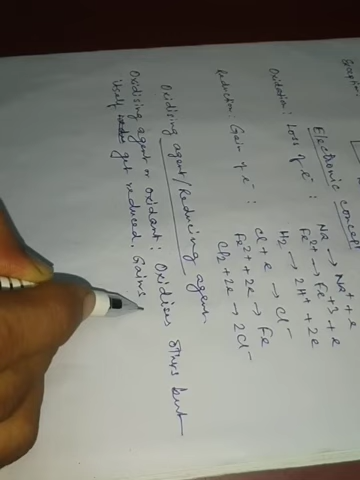 Electronic concept
Oxidation: Loss of e⁻ : Na → Na⁺ + e
Fe²⁺ → Fe⁺³ + e
H₂ → 2H⁺ + 2e
Reduction: Gain of e⁻ : Cl + e → Cl⁻
Fe²⁺ + 2e → Fe
Cl₂ + 2e → 2Cl⁻
Oxidising agent/Reducing agent.
Oxidising agent or oxidant: Oxidises others but
itself get reduced. Gains